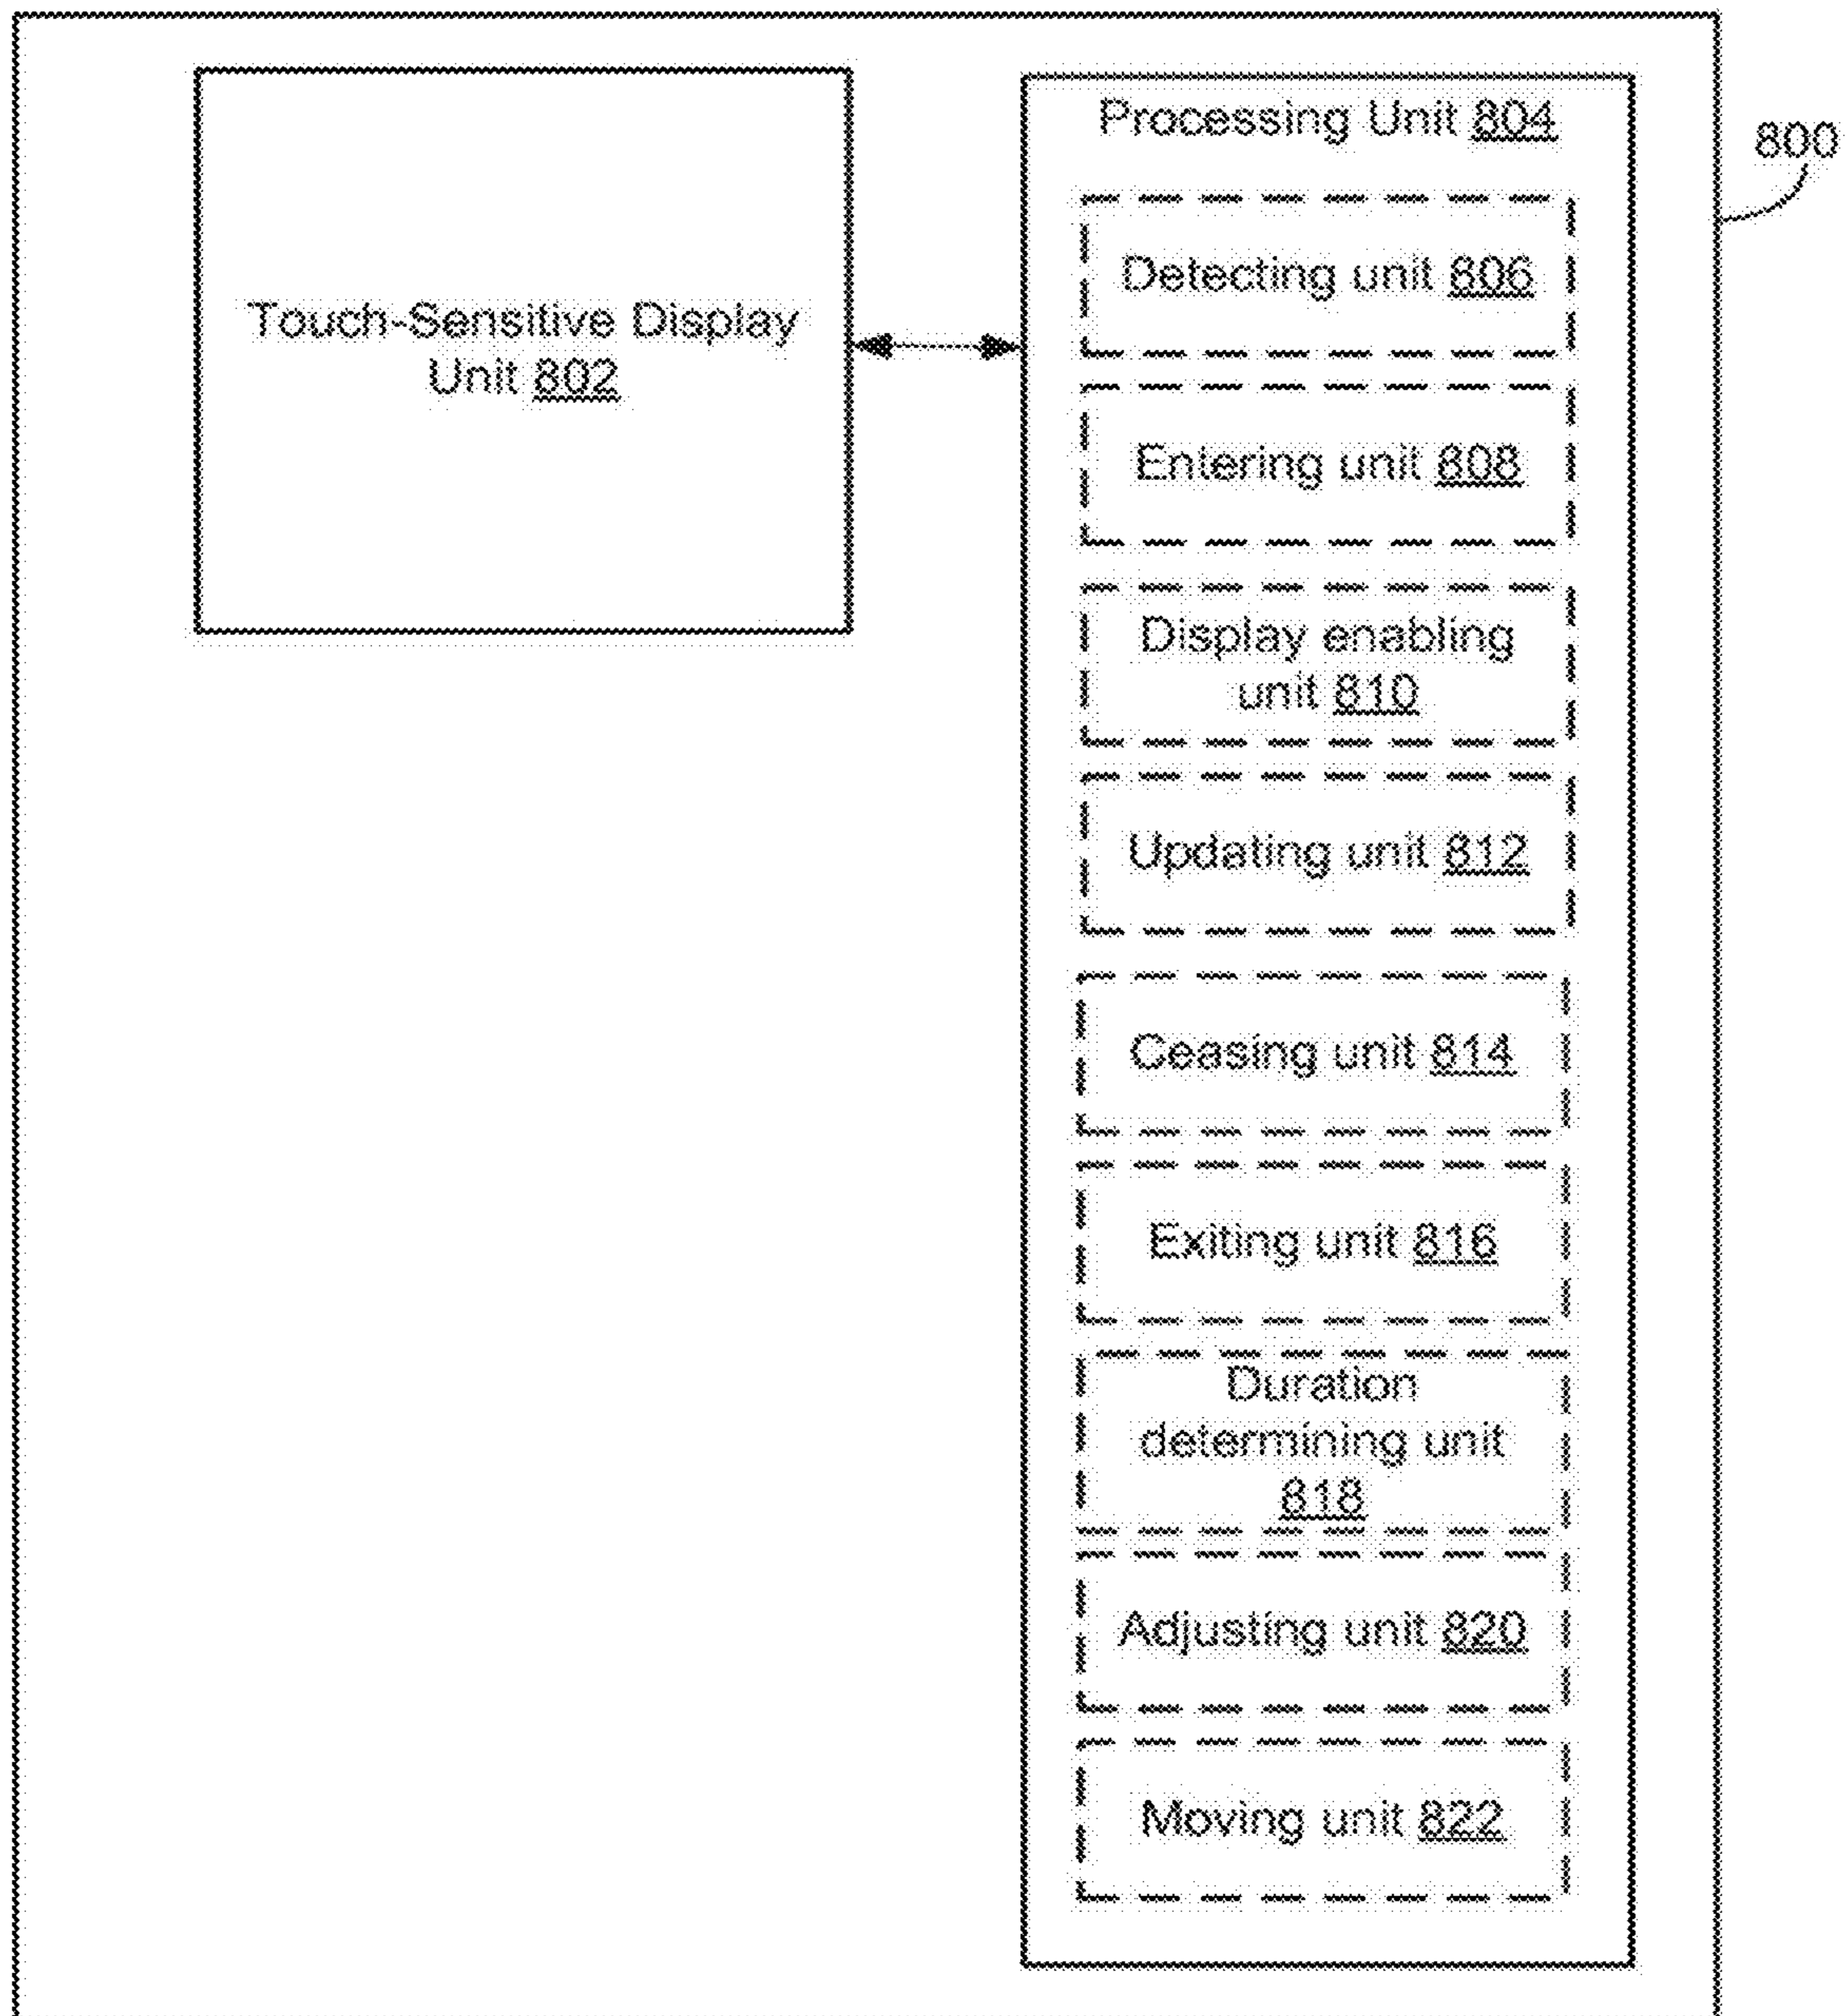 Processing Unit 804
800
Touch-Sensitive Display
Unit 802
Detecting unit 806
Entering unit 808
Display enabling
unit 810
Updating unit 812
Ceasing unit 814
Exiting unit 816
Duration
determining unit
818
Adjusting unit 820
Moving unit 822